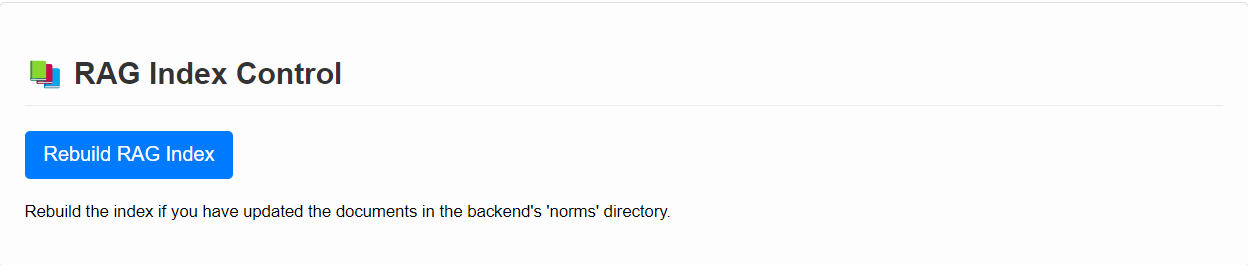 RAG Index Control
Rebuild RAG Index
Rebuild the index if you have updated the documents in the backend's 'norms' directory.